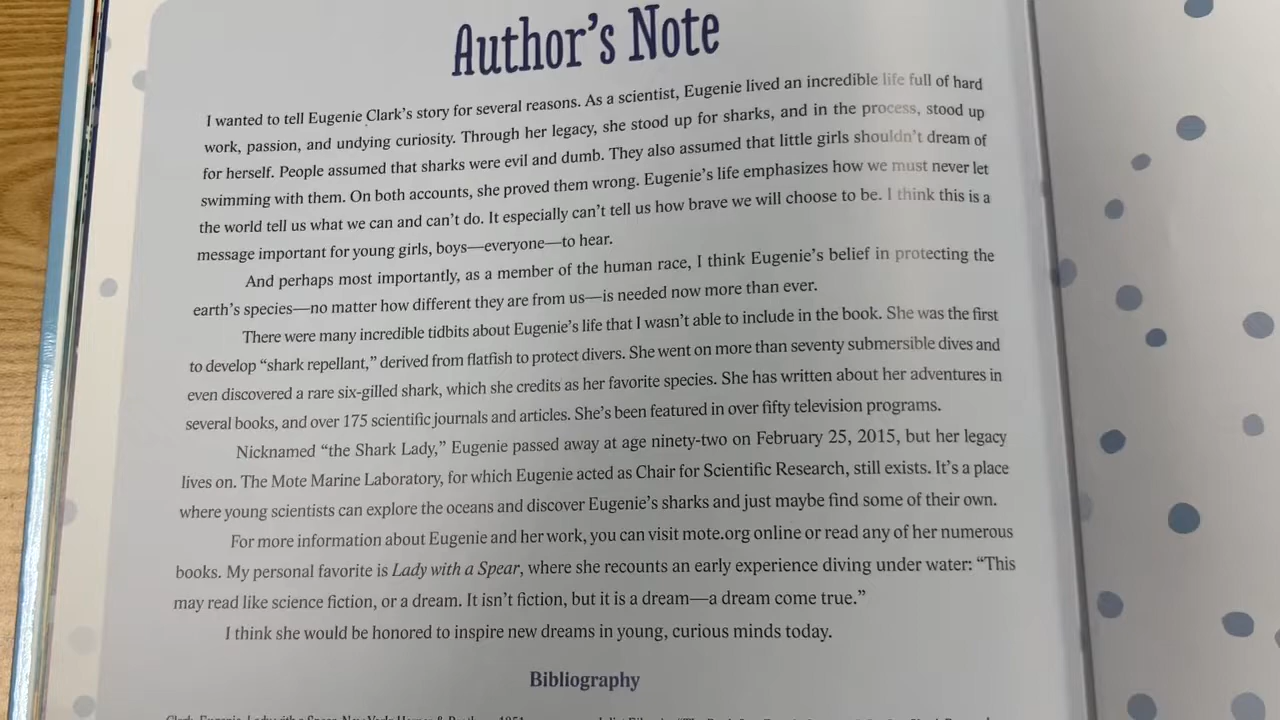 Author's Note
I wanted to tell Eugenie Clark's story for several reasons. As a scientist, Eugenie lived an incredible life full of hard
work, passion, and undying curiosity. Through her legacy, she stood up for sharks, and in the process, stood up
for herself. People assumed that sharks were evil and dumb. They also assumed that little girls shouldn't dream of
swimming with them. On both accounts, she proved them wrong. Eugenie's life emphasizes how we must never let
the world tell us what we can and can't do. It especially can't tell us how brave we will choose to be. I think this is a
message important for young girls, boys—everyone—to hear.
And perhaps most importantly, as a member of the human race, I think Eugenie's belief in protecting the
earth's species—no matter how different they are from us—is needed now more than ever.
There were many incredible tidbits about Eugenie's life that I wasn't able to include in the book. She was the first
to develop “shark repellant,” derived from flatfish to protect divers. She went on more than seventy submersible dives and
even discovered a rare six-gilled shark, which she credits as her favorite species. She has written about her adventures in
several books, and over 175 scientific journals and articles. She's been featured in over fifty television programs.
Nicknamed “the Shark Lady,” Eugenie passed away at age ninety-two on February 25, 2015, but her legacy
lives on. The Mote Marine Laboratory, for which Eugenie acted as Chair for Scientific Research, still exists. It's a place
where young scientists can explore the oceans and discover Eugenie's sharks and just maybe find some of their own.
For more information about Eugenie and her work, you can visit mote.org online or read any of her numerous
books. My personal favorite is Lady with a Spear, where she recounts an early experience diving under water: “This
may read like science fiction, or a dream. It isn't fiction, but it is a dream—a dream come true.”
I think she would be honored to inspire new dreams in young, curious minds today.
Bibliography
Clark, Eugenie. Lady with a Spear. New York: